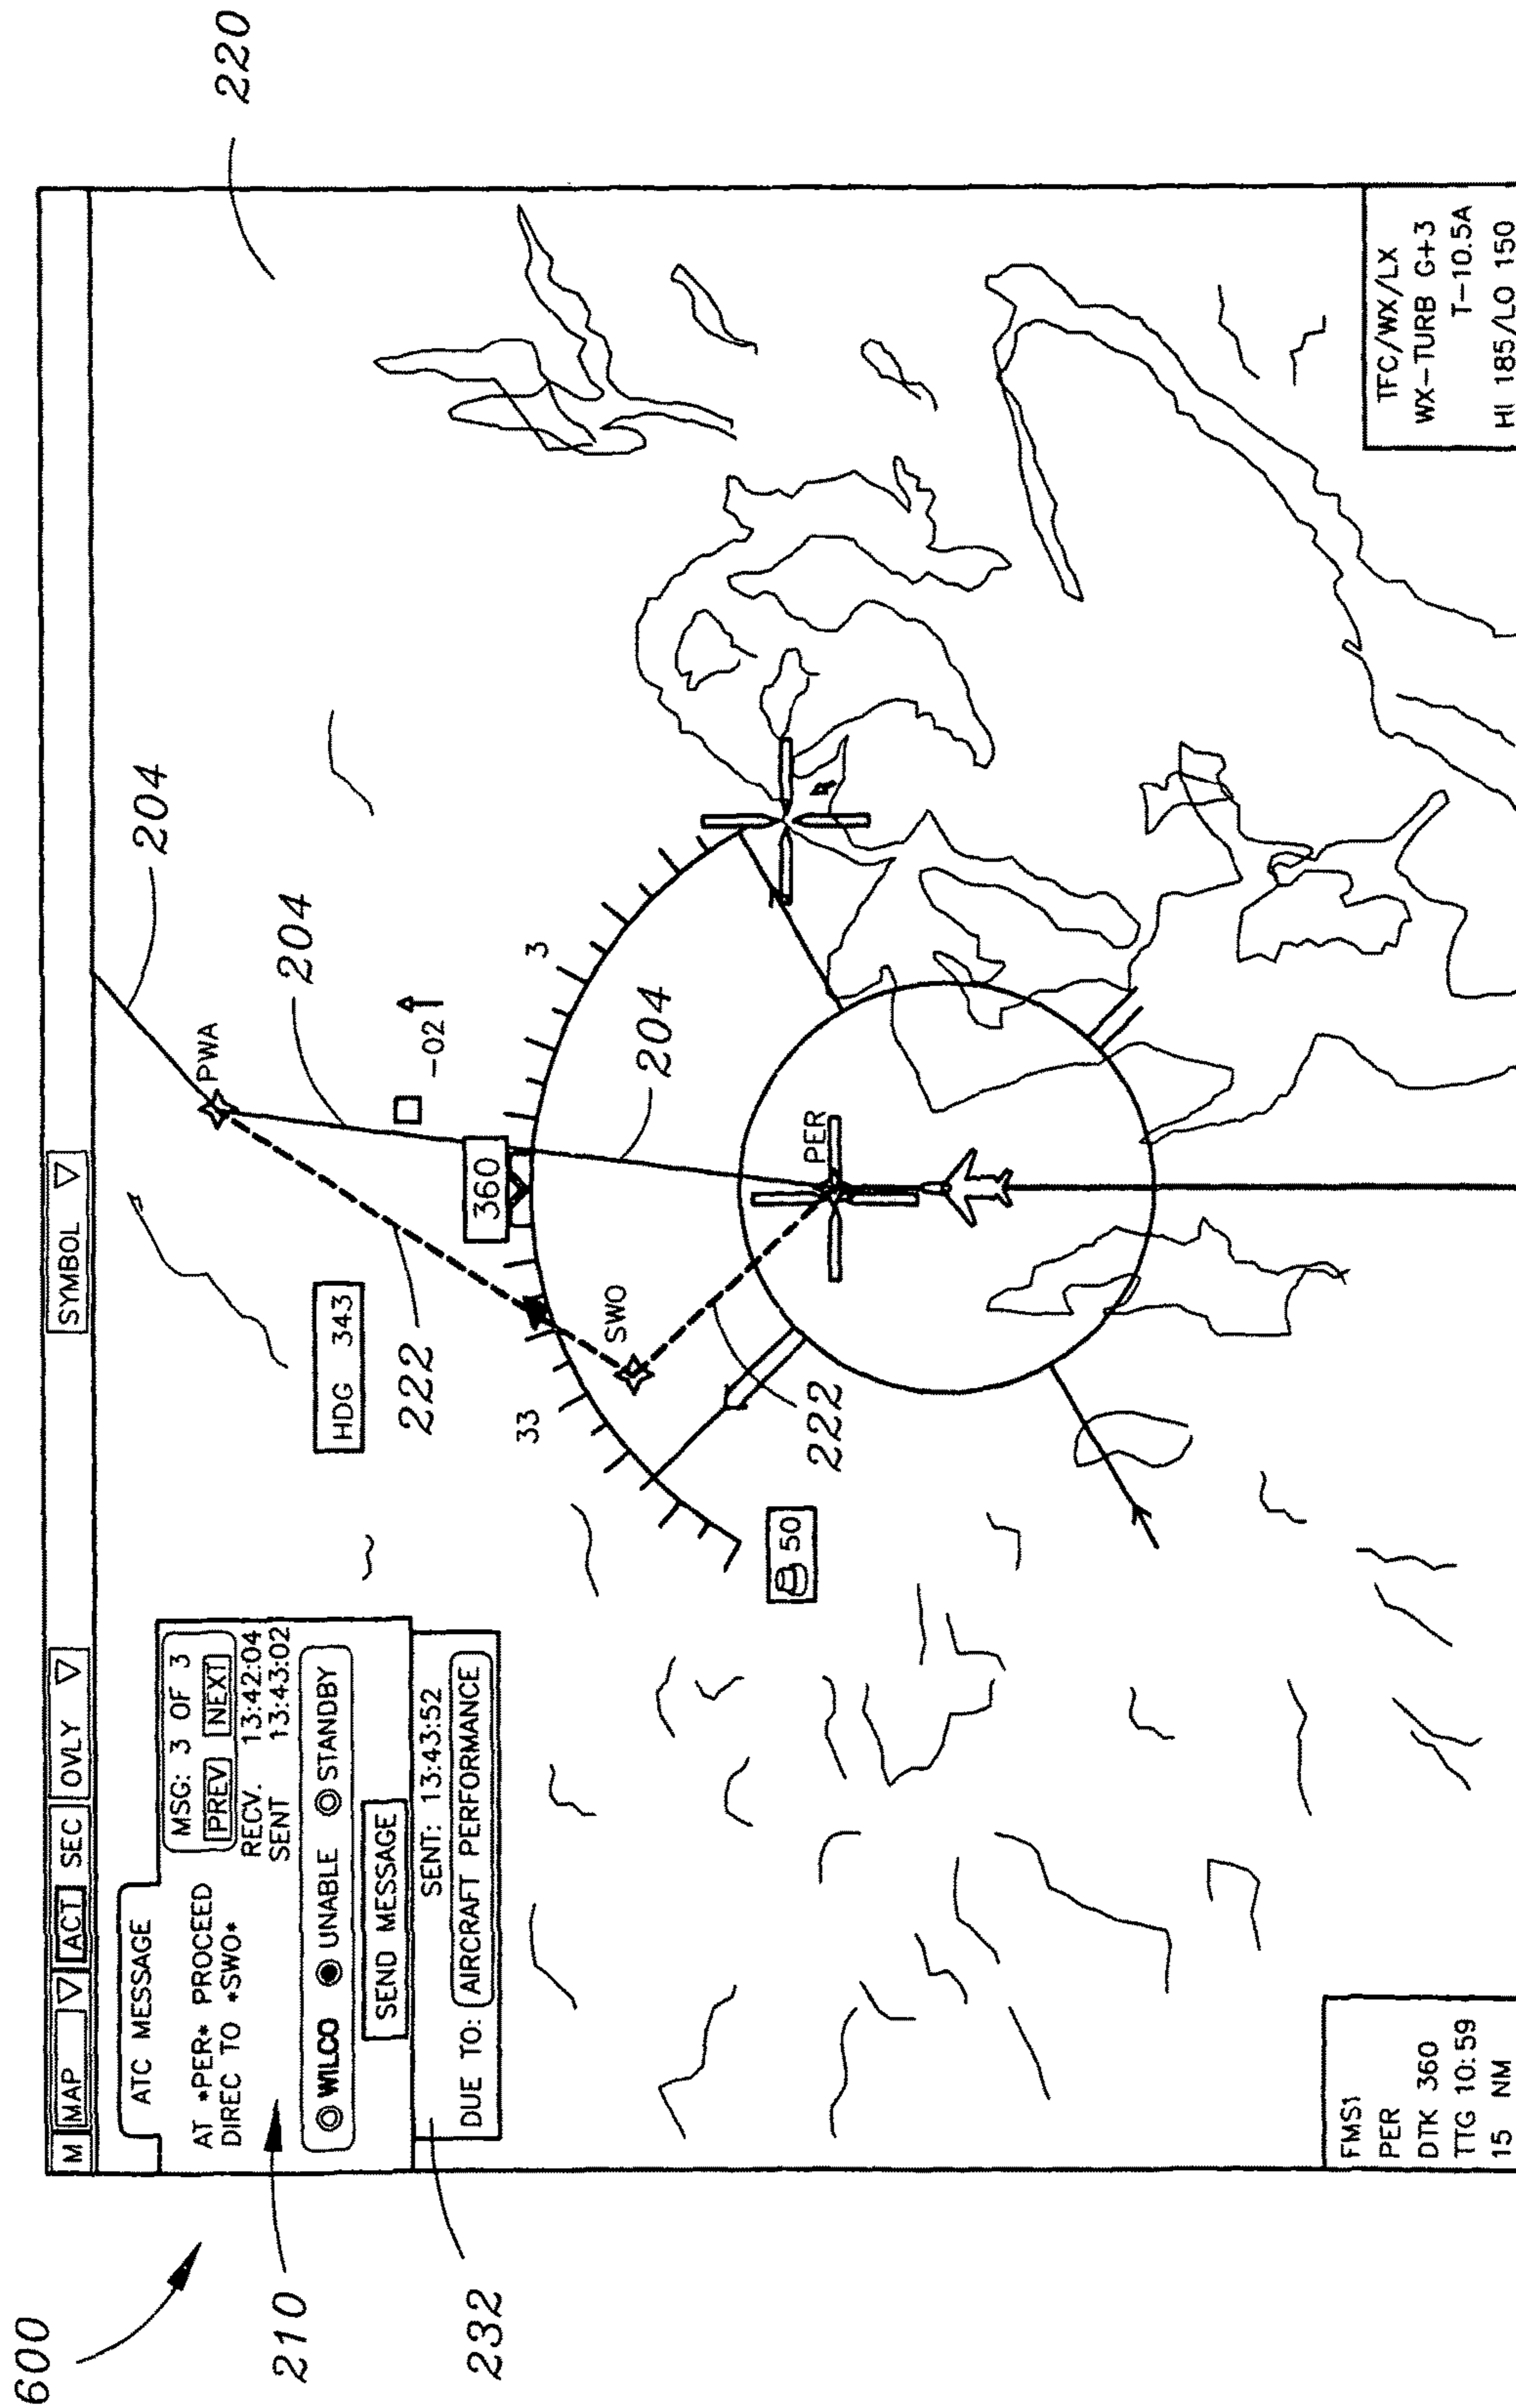 600
M MAP ▽ ACT SEC OVLY ▽ SYMBOL ▽
220
204
ATC MESSAGE
AT *PER* PROCEED
DIREC TO *SWO*
MSG: 3 OF 3
PREV NEXT
RECV. 13:42:04
SENT 13:43:02
WILCO UNABLE STANDBY
SEND MESSAGE
SENT: 13:43:52
DUE TO: AIRCRAFT PERFORMANCE
210
232
PWA
204
HDG 343
222
-02
360
33
3
SWO
204
50
222
PER
FMS1
PER
DTK 360
TTG 10:59
15 NM
TFC/WX/LX
WX-TURB G+3
T-10.5A
HI 185/LO 150